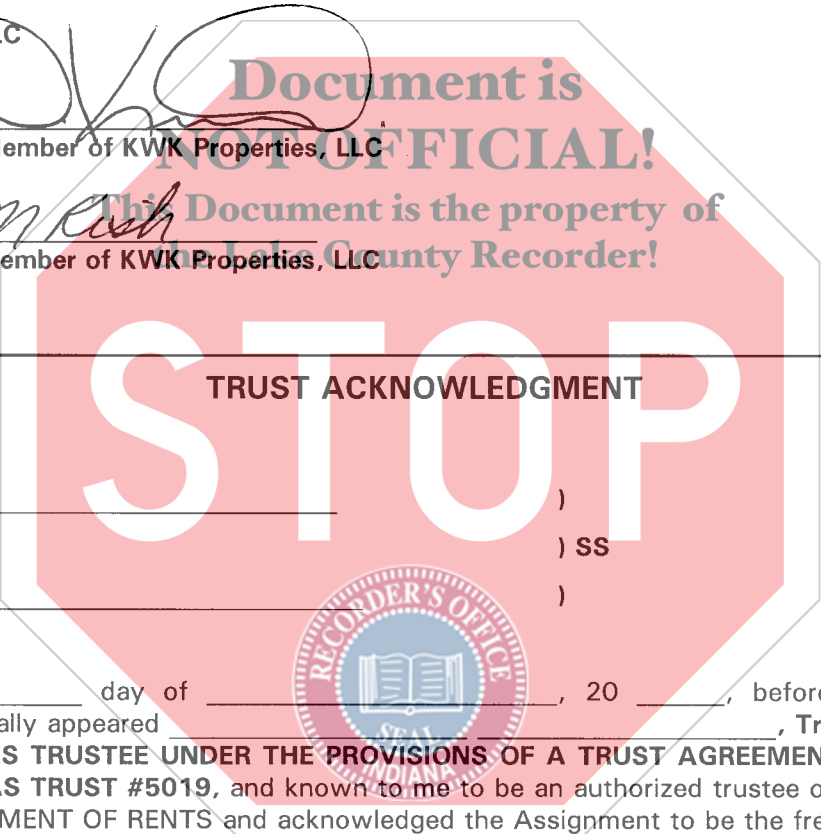 LC
Document is
NOT OFFICIAL!
ember of KWK Properties, LLC
This Document is the property of
the Lake County Recorder!
ember of KWK Properties, LLC
STOP
TRUST ACKNOWLEDGMENT
)
) SS
)
RECORDER'S OFFICE
SEAL
INDIANA
day of , 20 , before
ally appeared , Tr
AS TRUSTEE UNDER THE PROVISIONS OF A TRUST AGREEMEN
AS TRUST #5019, and known to me to be an authorized trustee o
MENT OF RENTS and acknowledged the Assignment to be the fre